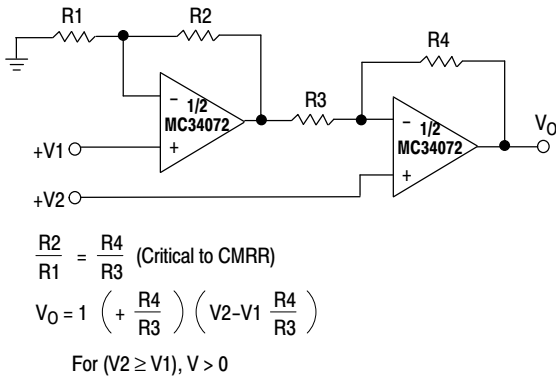 R1
R2
R4
R3
1/2
MC34072
1/2
MC34072
−
+
−
+
+V1
+V2
VO
R2/R1 = R4/R3 (Critical to CMRR)
VO = 1 ( + R4/R3 ) ( V2−V1 R4/R3 )
For (V2 ≥ V1), V > 0